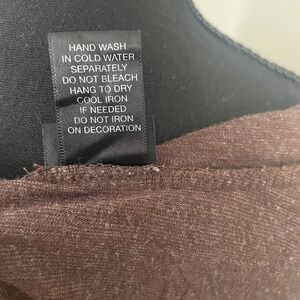 HAND WASH
IN COLD WATER
SEPARATELY
DO NOT BLEACH
HANG TO DRY
COOL IRON
IF NEEDED
DO NOT IRON
ON DECORATION